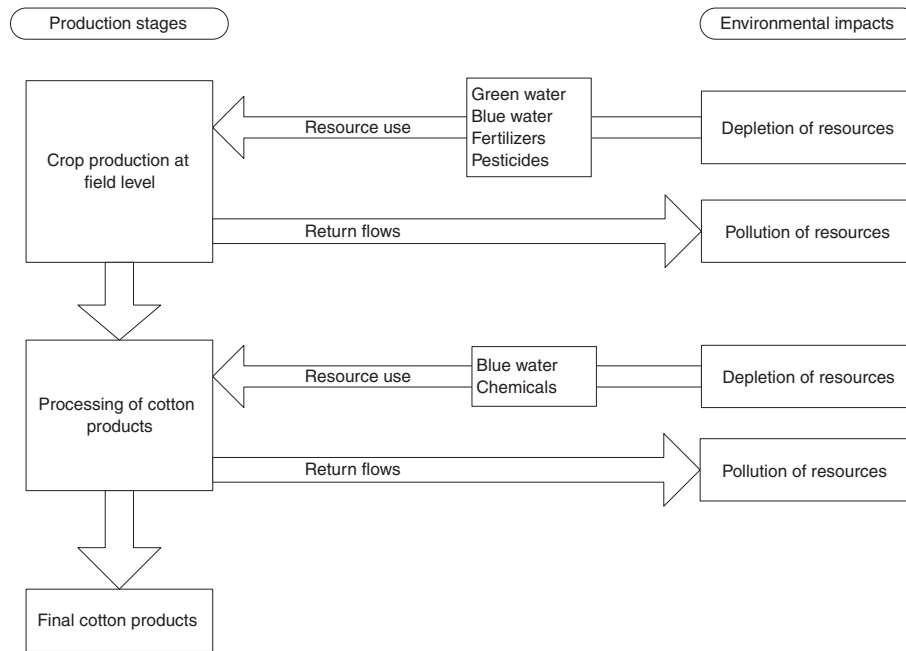 Production stages
Environmental impacts
Crop production at
field level
Resource use
Green water
Blue water
Fertilizers
Pesticides
Depletion of resources
Return flows
Pollution of resources
Processing of cotton
products
Resource use
Blue water
Chemicals
Depletion of resources
Return flows
Pollution of resources
Final cotton products